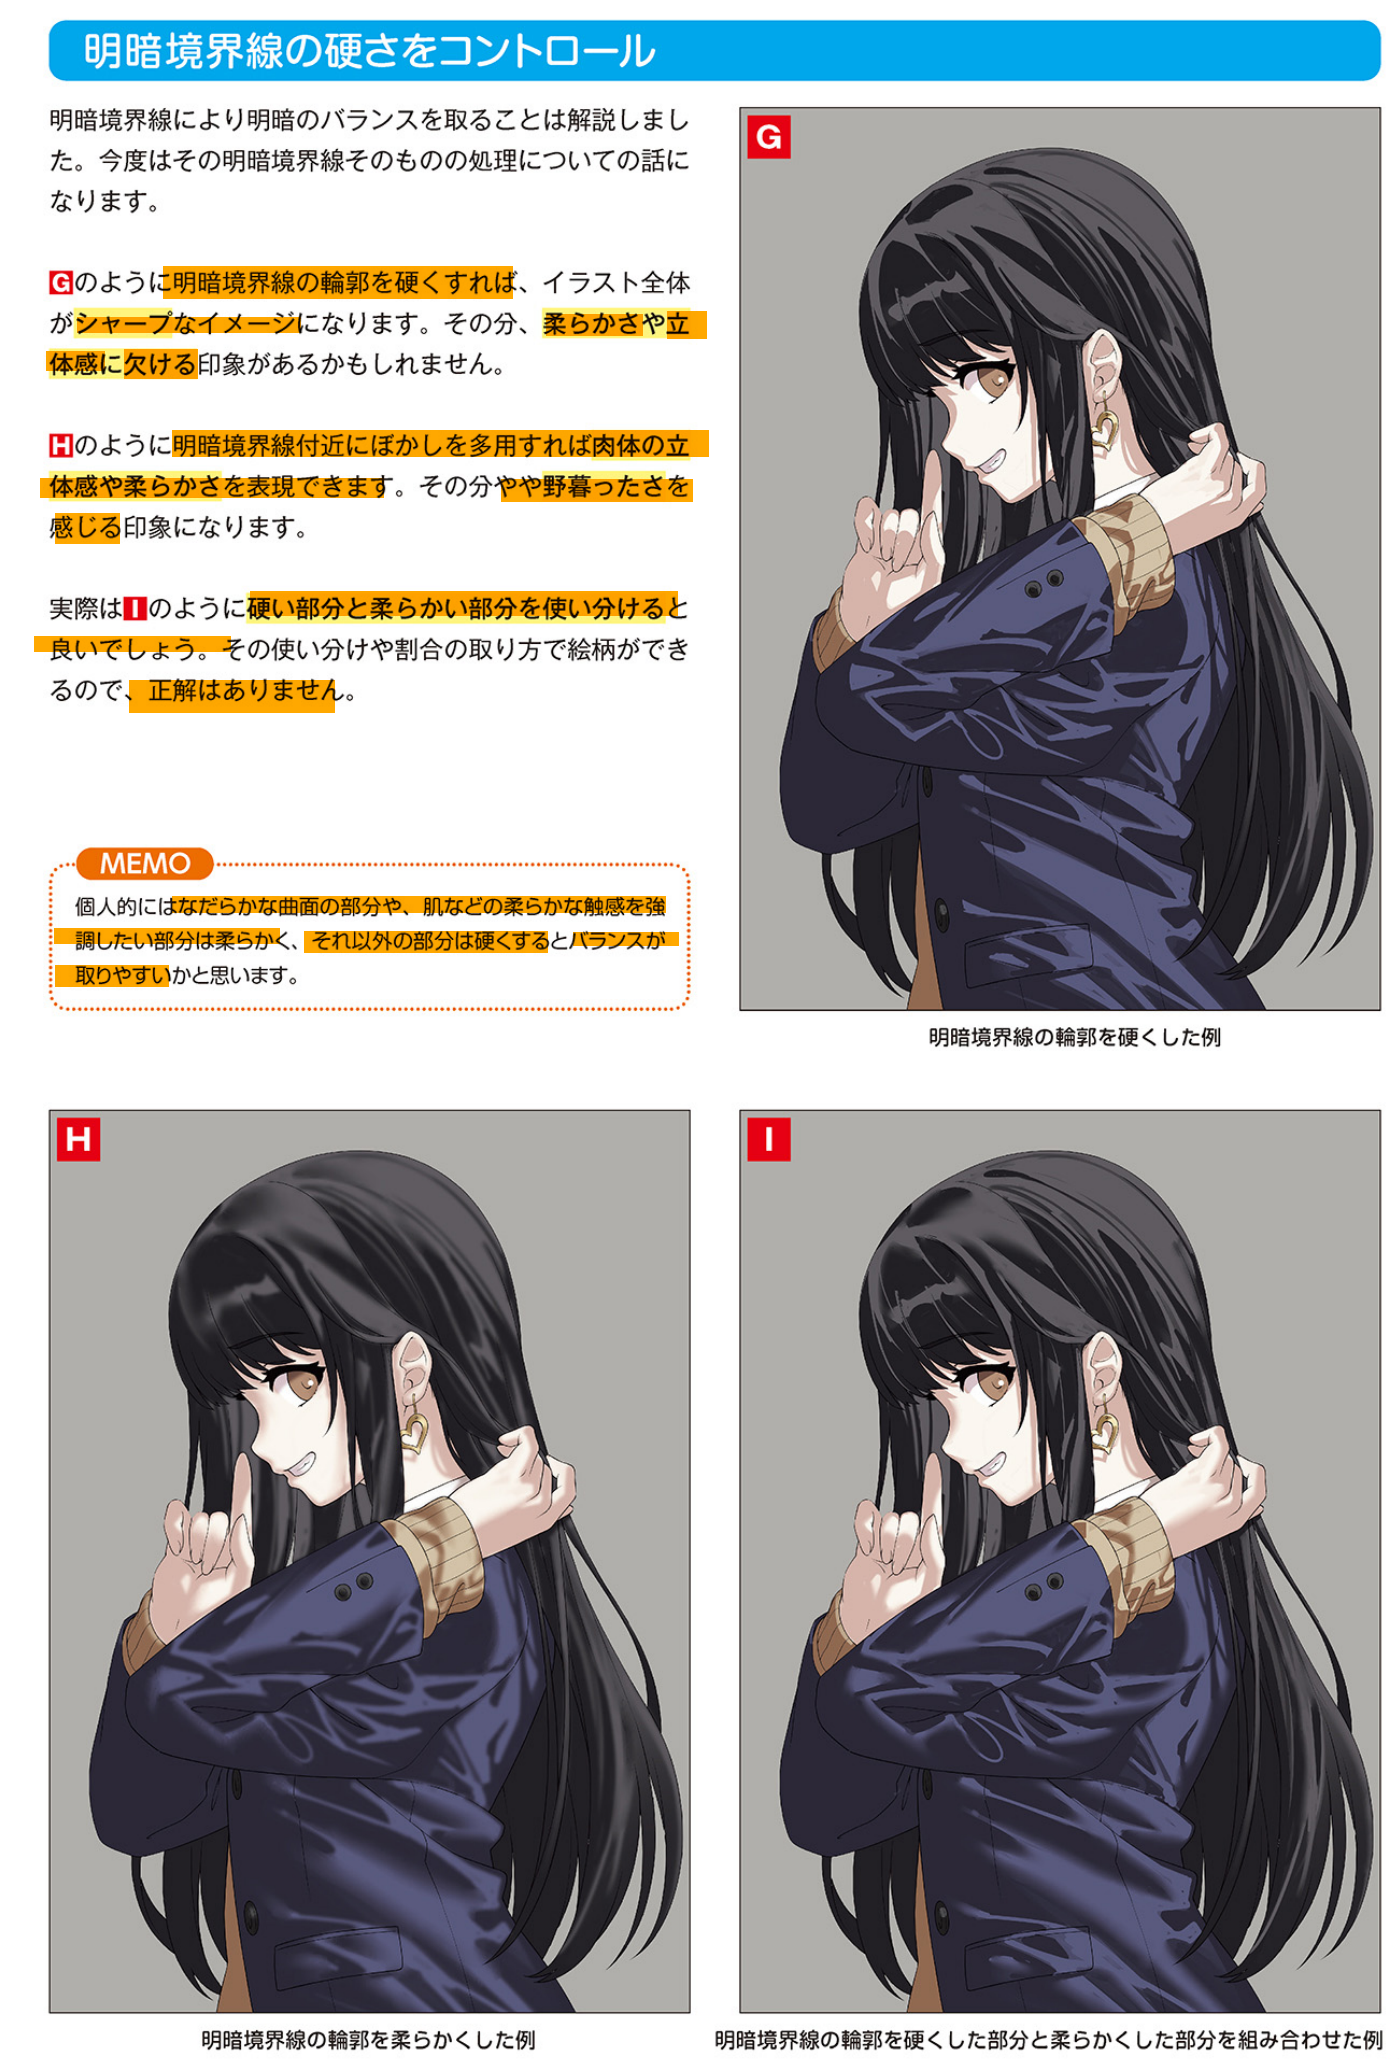 明暗境界線の硬さをコントロール
明暗境界線により明暗のバランスを取ることは解説しまし
た。今度はその明暗境界線そのものの処理についての話に
なります。
Gのように明暗境界線の輪郭を硬くすれば、イラスト全体
がシャープなイメージになります。その分、柔らかさや立
体感に欠ける印象があるかもしれません。
Hのように明暗境界線付近にぼかしを多用すれば肉体の立
体感や柔らかさを表現できます。その分やや野暮ったさを
感じる印象になります。
実際はIのように硬い部分と柔らかい部分を使い分けると
良いでしょう。その使い分けや割合の取り方で絵柄ができ
るので、正解はありません。
MEMO
個人的にはなだらかな曲面の部分や、肌などの柔らかな触感を強
調したい部分は柔らかく、それ以外の部分は硬くするとバランスが
取りやすいかと思います。
G
明暗境界線の輪郭を硬くした例
H
明暗境界線の輪郭を柔らかくした例
I
明暗境界線の輪郭を硬くした部分と柔らかくした部分を組み合わせた例